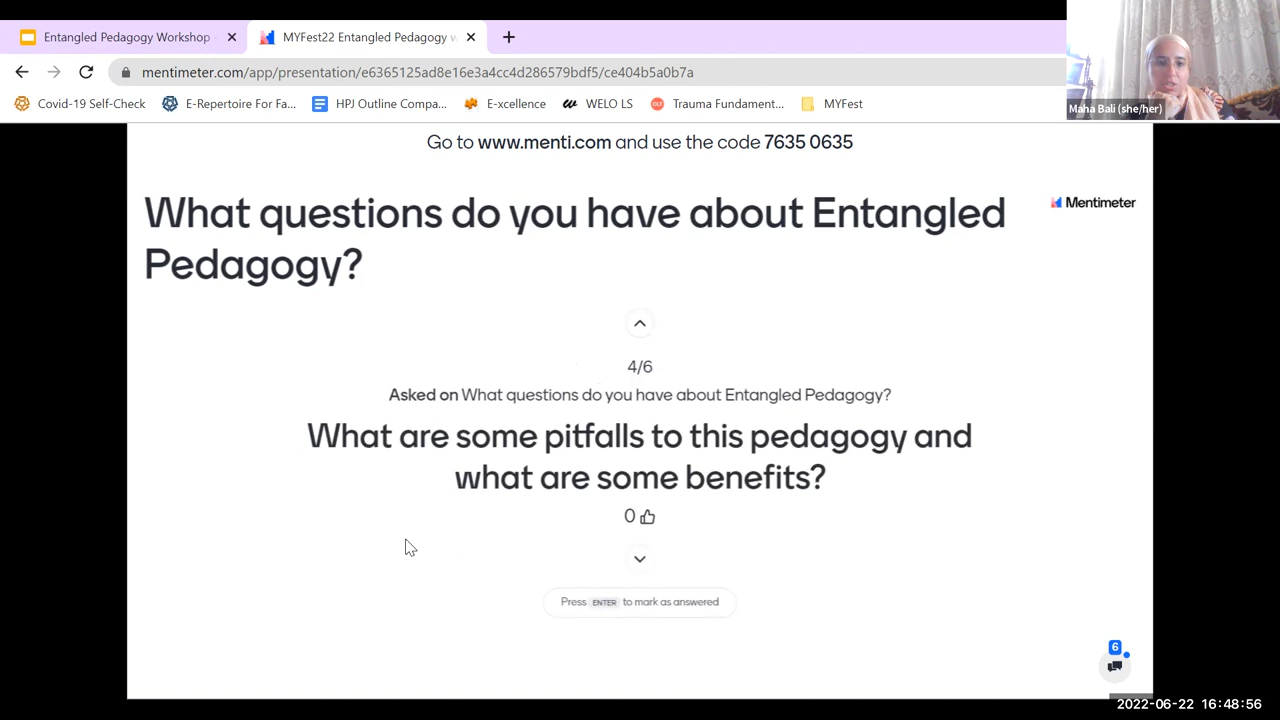 Entangled Pedagogy Workshop
MYFest22 Entangled Pedagogy w
mentimeter.com/app/presentation/e6365125ad8e16e3a4cc4d286579bdf5/ce404b5a0b7a
Covid-19 Self-Check
E-Repertoire For Fa...
HPJ Outline Compa...
E-xcellence
WELO LS
Trauma Fundament...
MYFest
Maha Bali (she/her)
Go to www.menti.com and use the code 7635 0635
What questions do you have about Entangled
Pedagogy?
Mentimeter
4/6
Asked on What questions do you have about Entangled Pedagogy?
What are some pitfalls to this pedagogy and
what are some benefits?
0
Press ENTER to mark as answered
6
2022-06-22 16:48:56